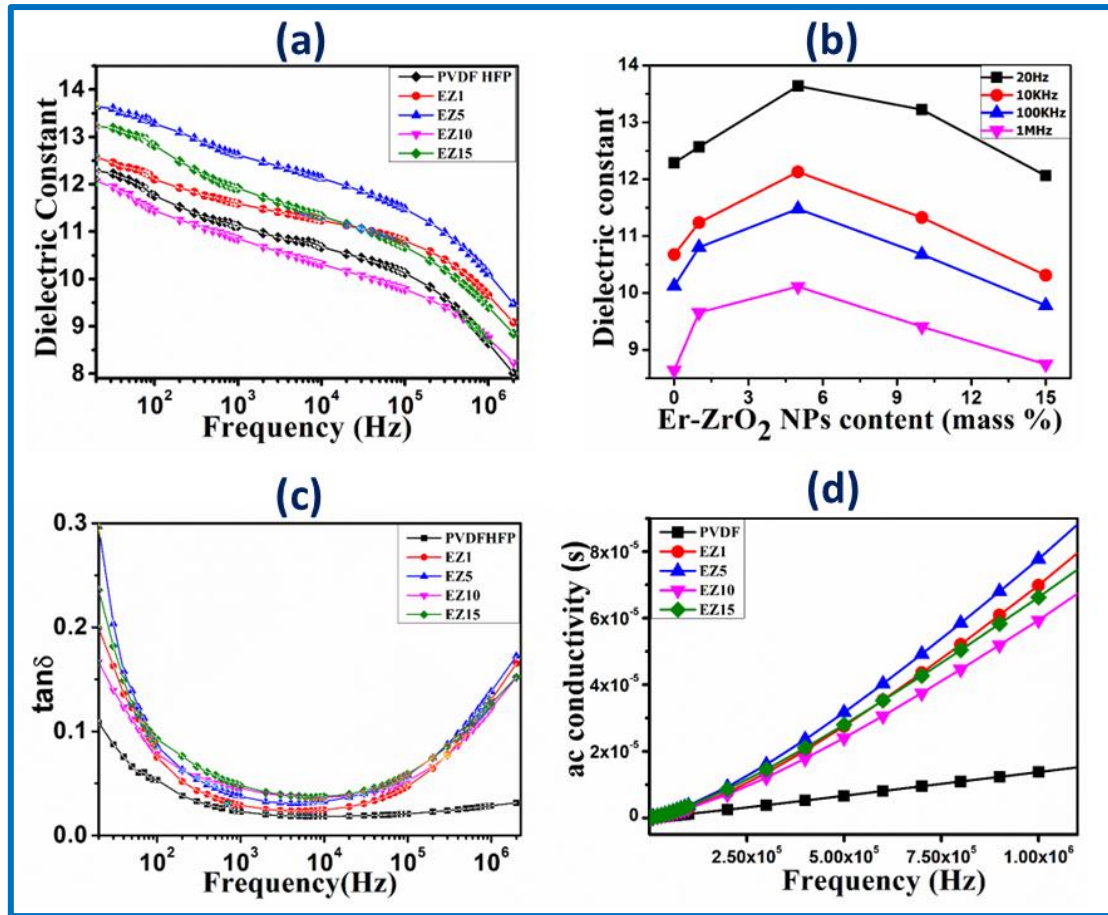 (a)
14
13
12
11
10
9
8
Dielectric Constant
PVDF HFP
EZ1
EZ5
EZ10
EZ15
10²
10³
10⁴
10⁵
10⁶
Frequency (Hz)
(b)
14
13
12
11
10
9
Dielectric constant
20Hz
10KHz
100KHz
1MHz
0
3
6
9
12
15
Er-ZrO₂ NPs content (mass %)
(c)
0.3
0.2
0.1
0.0
tanδ
PVDFHFP
EZ1
EZ5
EZ10
EZ15
10²
10³
10⁴
10⁵
10⁶
Frequency(Hz)
(d)
8x10⁻⁵
6x10⁻⁵
4x10⁻⁵
2x10⁻⁵
0
ac conductivity (s)
PVDF
EZ1
EZ5
EZ10
EZ15
2.50x10⁵
5.00x10⁵
7.50x10⁵
1.00x10⁶
Frequency (Hz)